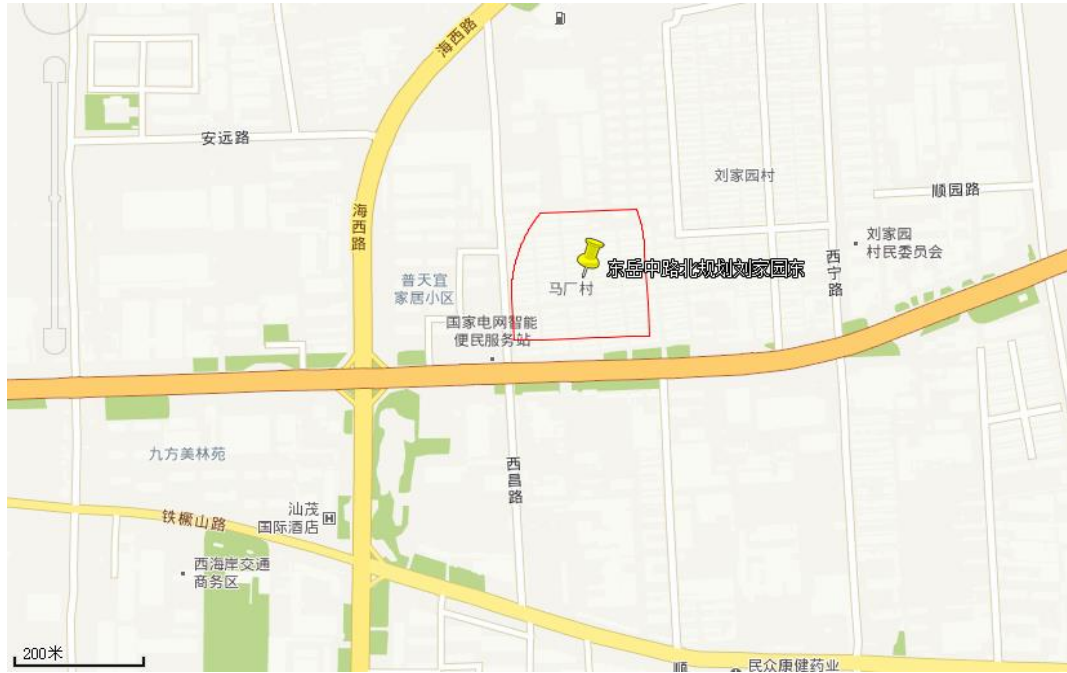 海西路
安远路
刘家园村
顺园路
海西路
刘家园
村民委员会
西宁路
东岳中路北规划刘家园东
普天宜
家居小区
马厂村
国家电网智能
便民服务站
九方美林苑
西昌路
汕茂
国际酒店
H
铁橛山路
西海岸交通
商务区
200米
顺
民众康健药业